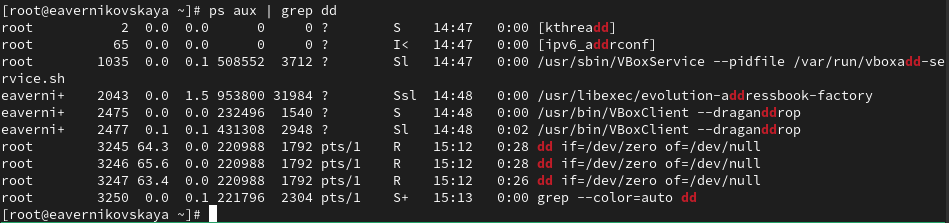 [root@eavernikovskaya ~]# ps aux | grep dd
root           2  0.0  0.0      0     0 ?        S    14:47   0:00 [kthreadd]
root          65  0.0  0.0      0     0 ?        I<   14:47   0:00 [ipv6_addrconf]
root        1035  0.0  0.1 508552  3712 ?        Sl   14:47   0:00 /usr/sbin/VBoxService --pidfile /var/run/vboxadd-se
rvice.sh
eaverni+    2043  0.0  1.5 953800 31984 ?        Ssl  14:48   0:00 /usr/libexec/evolution-addressbook-factory
eaverni+    2475  0.0  0.0 232496  1540 ?        S    14:48   0:00 /usr/bin/VBoxClient --draganddrop
eaverni+    2477  0.1  0.1 431308  2948 ?        Sl   14:48   0:02 /usr/bin/VBoxClient --draganddrop
root        3245 64.3  0.0 220988  1792 pts/1    R    15:12   0:28 dd if=/dev/zero of=/dev/null
root        3246 65.6  0.0 220988  1792 pts/1    R    15:12   0:28 dd if=/dev/zero of=/dev/null
root        3247 63.4  0.0 220988  1792 pts/1    R    15:12   0:26 dd if=/dev/zero of=/dev/null
root        3250  0.0  0.1 221796  2304 pts/1    S+   15:13   0:00 grep --color=auto dd
[root@eavernikovskaya ~]#